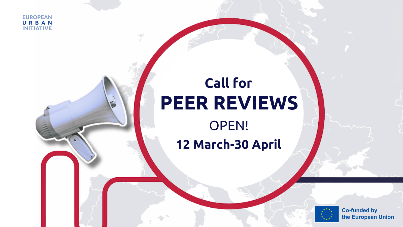 EUROPEAN
URBAN
INITIATIVE
Call for
PEER REVIEWS
OPEN!
12 March-30 April
Co-funded by
the European Union